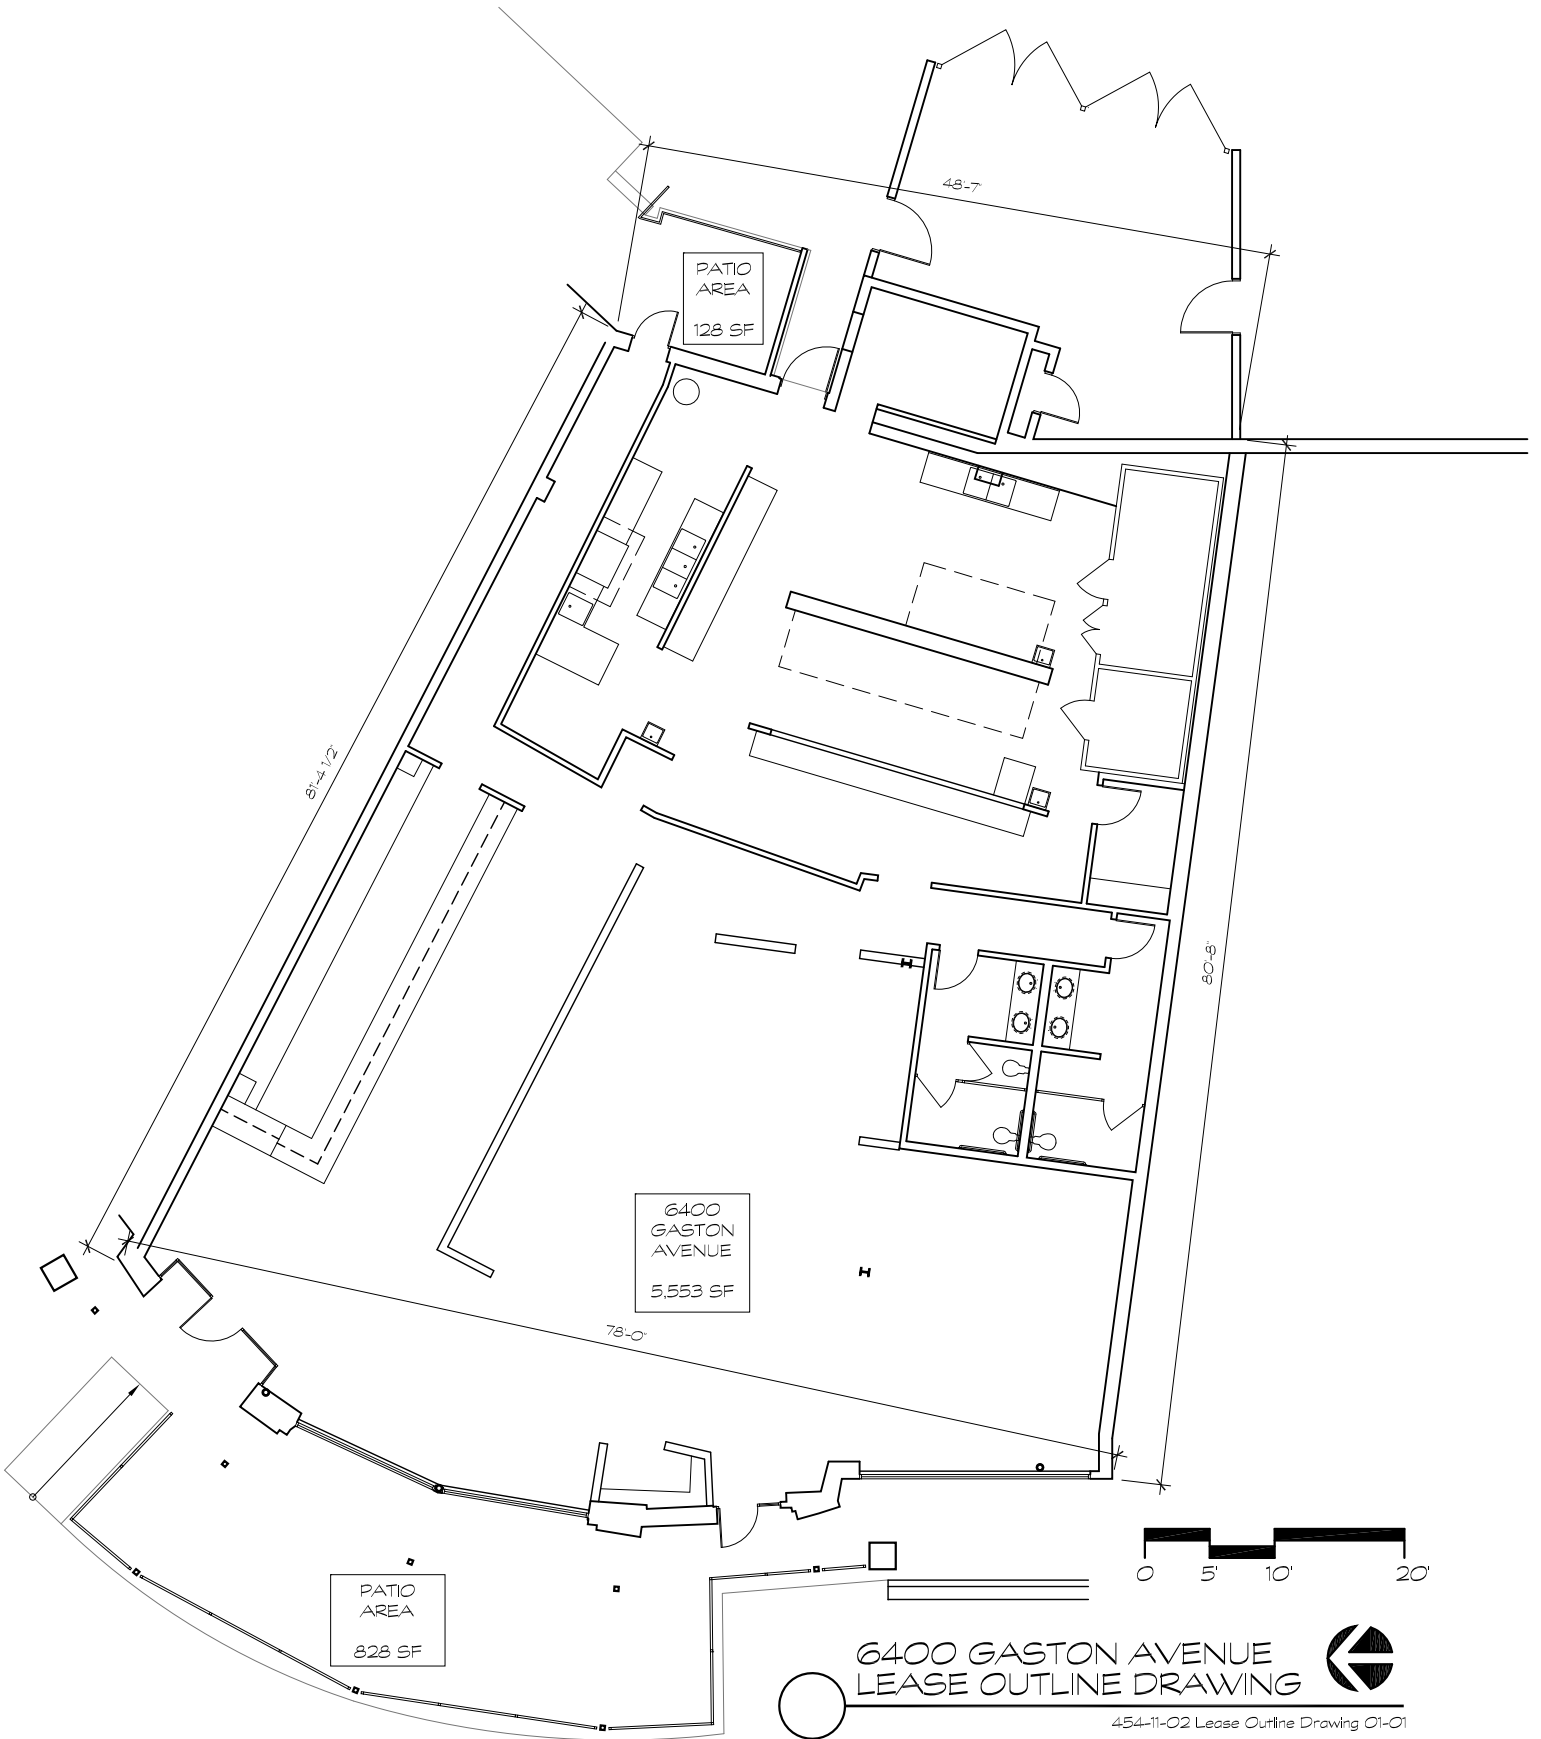 48'-7"
PATIO
AREA
128 SF
81'-4 1/2"
80'-8"
6400
GASTON
AVENUE
5,553 SF
78'-0"
0 5' 10' 20'
PATIO
AREA
828 SF
6400 GASTON AVENUE
LEASE OUTLINE DRAWING
454-11-02 Lease Outline Drawing 01-01